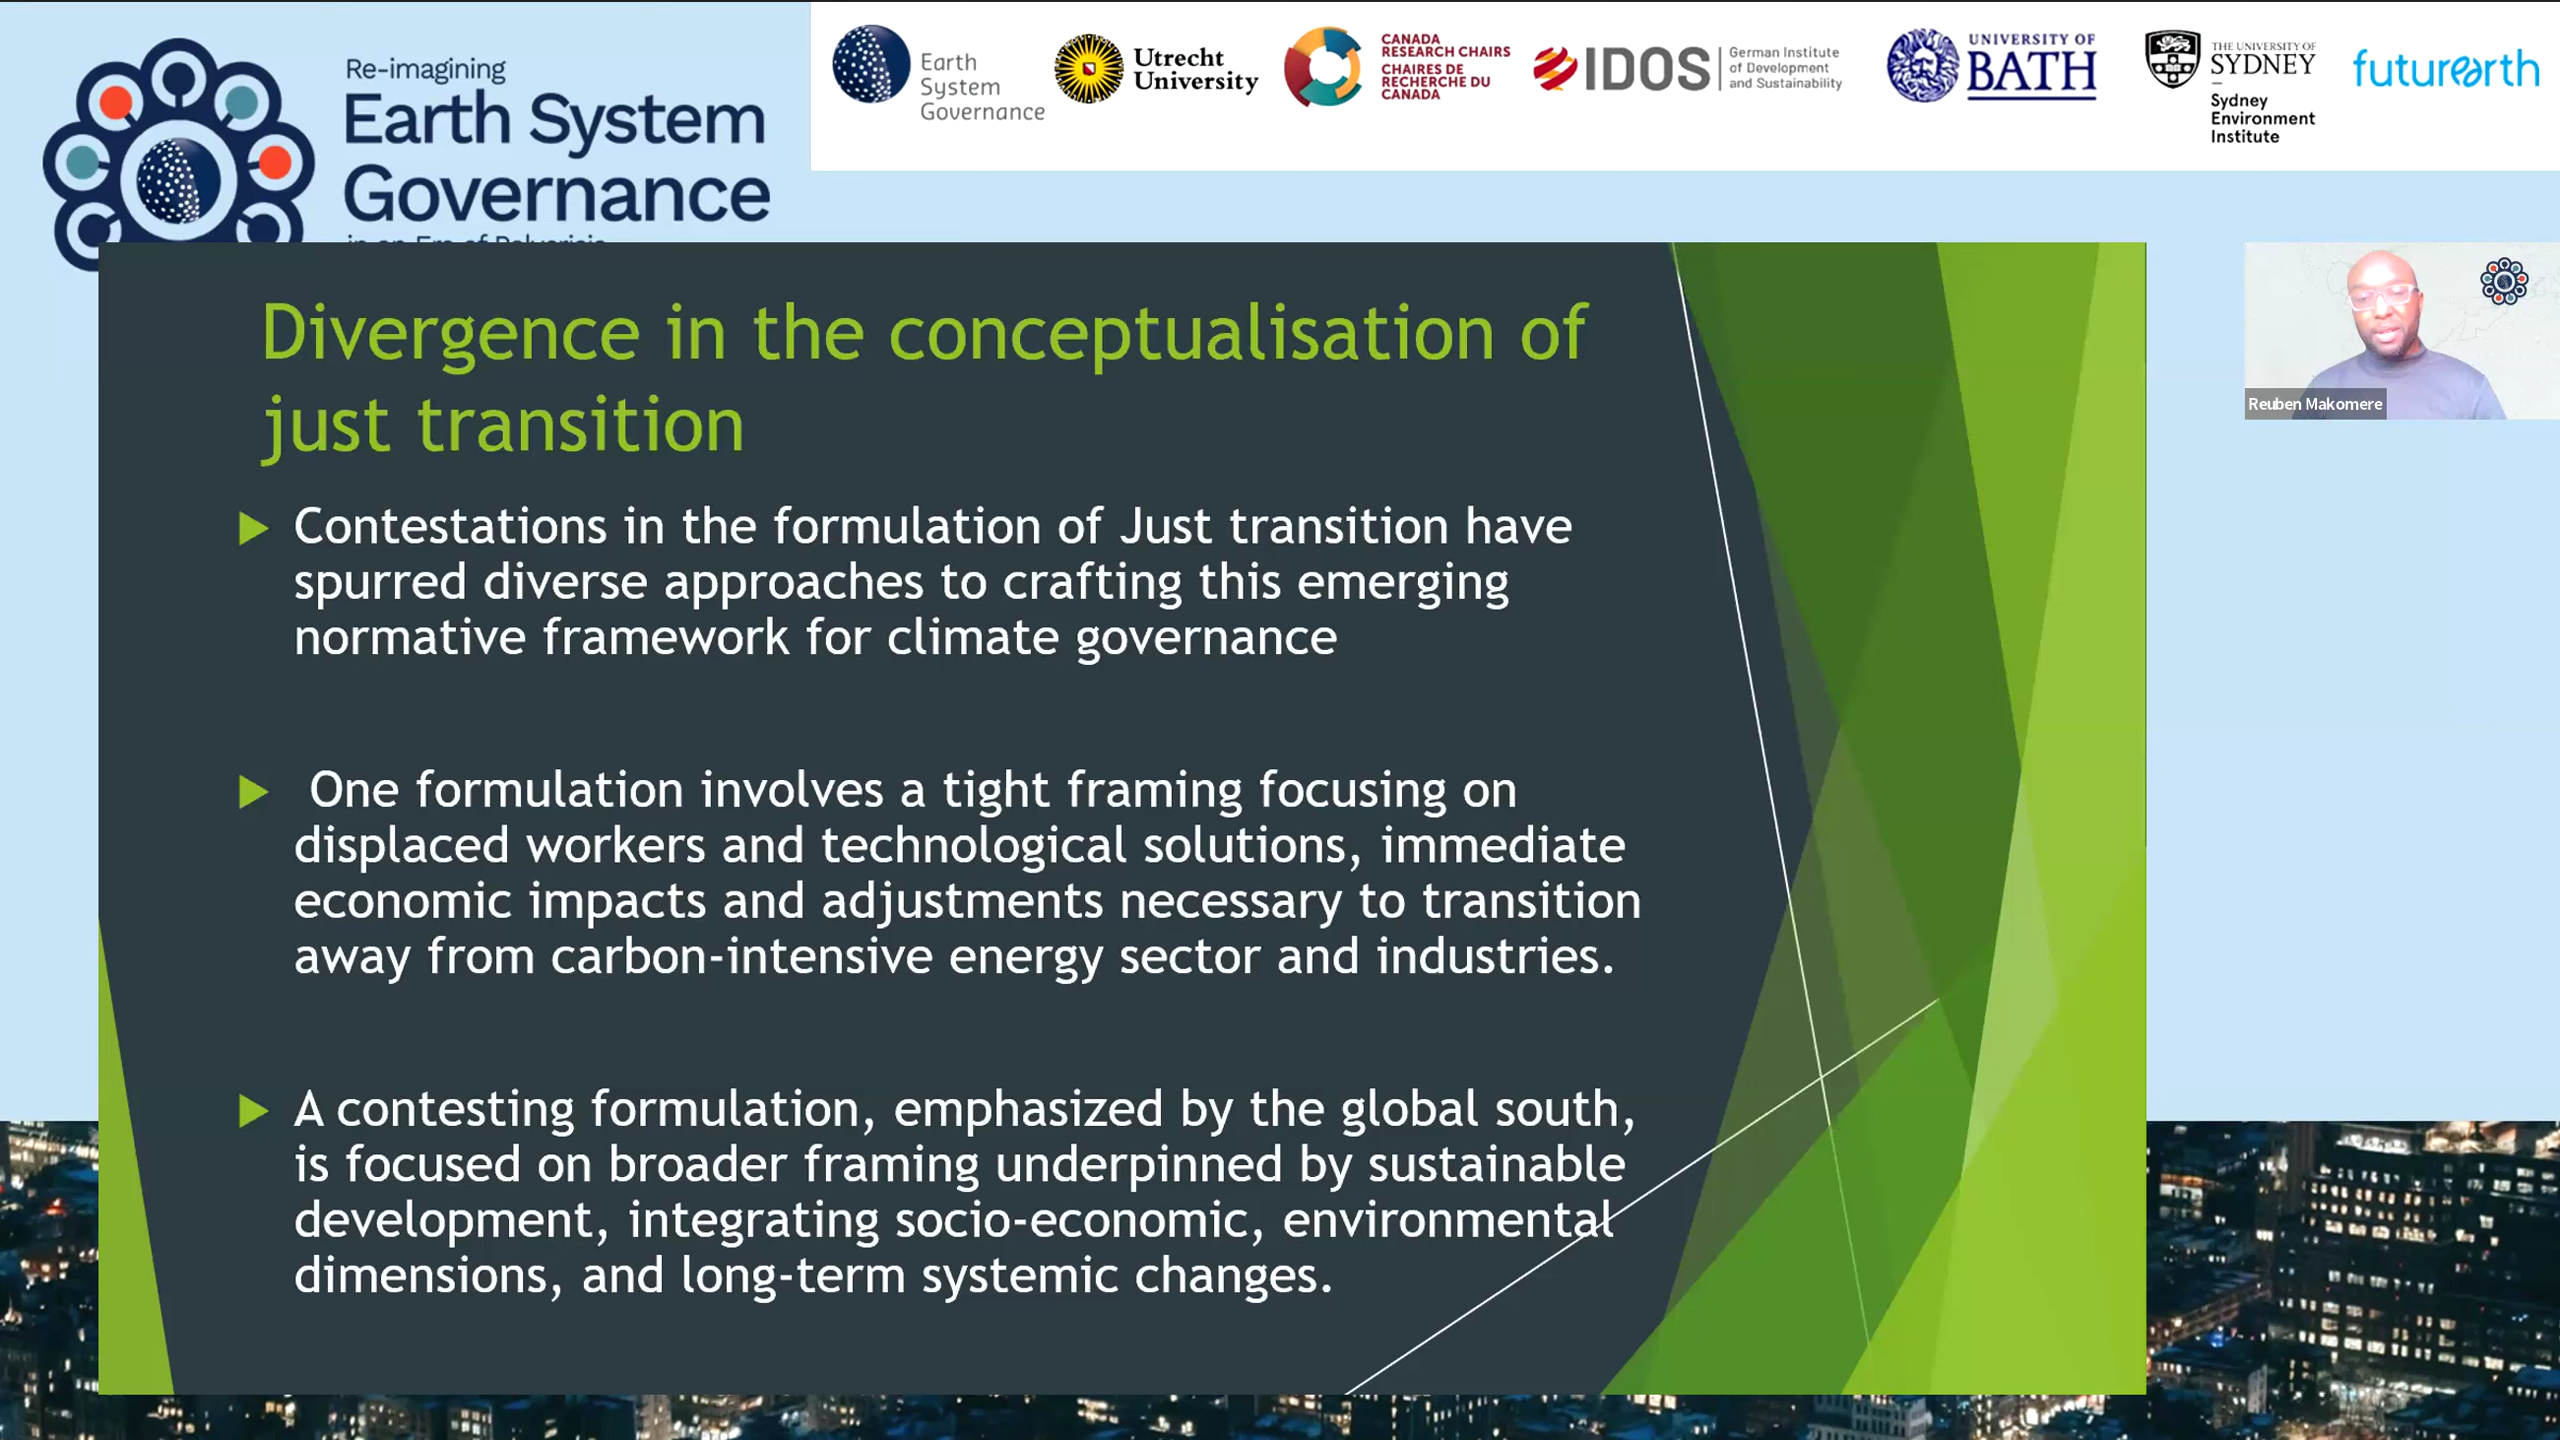 Re-imagining
Earth System
Governance
in an Era of Polycrisis
Earth
System
Governance
Utrecht
University
CANADA
RESEARCH CHAIRS
CHAIRES DE
RECHERCHE DU
CANADA
IDOS
German Institute
of Development
and Sustainability
UNIVERSITY OF
BATH
THE UNIVERSITY OF
SYDNEY
Sydney
Environment
Institute
futurearth
Divergence in the conceptualisation of
just transition
Contestations in the formulation of Just transition have
spurred diverse approaches to crafting this emerging
normative framework for climate governance
One formulation involves a tight framing focusing on
displaced workers and technological solutions, immediate
economic impacts and adjustments necessary to transition
away from carbon-intensive energy sector and industries.
A contesting formulation, emphasized by the global south,
is focused on broader framing underpinned by sustainable
development, integrating socio-economic, environmental
dimensions, and long-term systemic changes.
Reuben Makomere